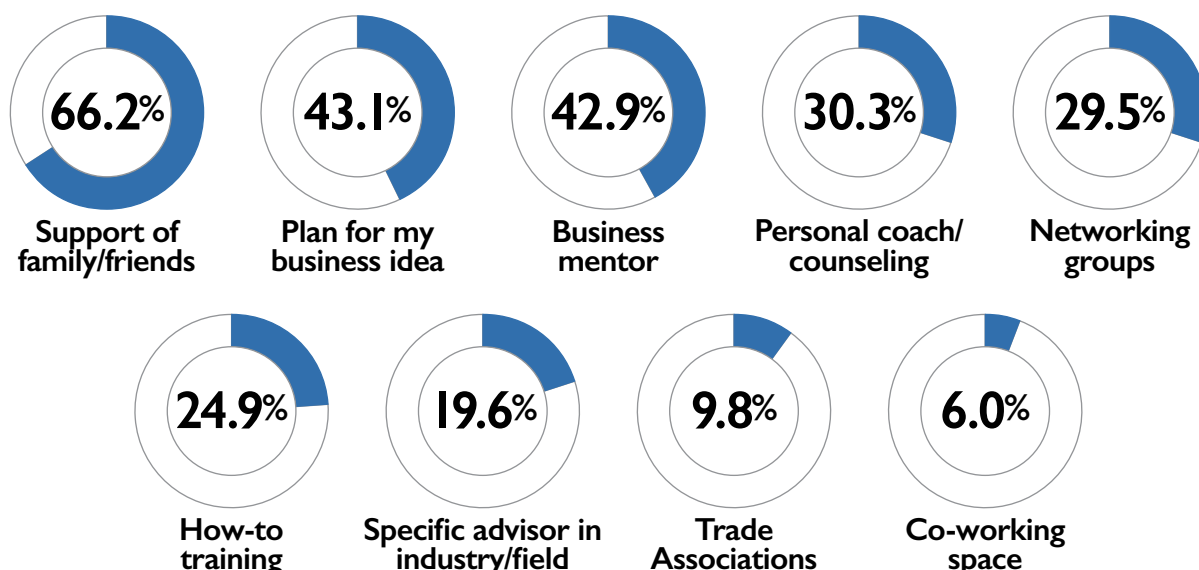 66.2%
43.1%
42.9%
30.3%
29.5%
Support of
family/friends
Plan for my
business idea
Business
mentor
Personal coach/
counseling
Networking
groups
24.9%
19.6%
9.8%
6.0%
How-to
training
Specific advisor in
industry/field
Trade
Associations
Co-working
space